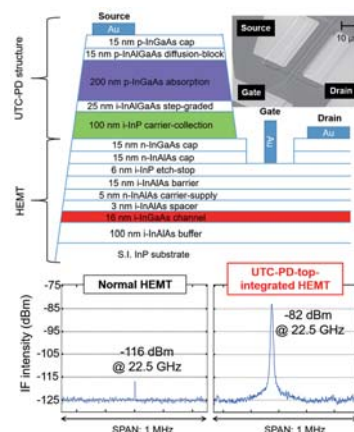 Source
Au
15 nm p-InGaAs cap
15 nm p-InAlGaAs diffusion-block
200 nm p-InGaAs absorption
25 nm i-InAlGaAs step-graded
100 nm i-InP carrier-collection
UTC-PD structure
Source
10 µm
Gate
Drain
Gate
Au
Drain
Au
15 nm n-InGaAs cap
15 nm n-InAlAs cap
6 nm i-InP etch-stop
15 nm i-InAlAs barrier
5 nm n-InAlAs carrier-supply
3 nm i-InAlAs spacer
16 nm i-InGaAs channel
100 nm i-InAlAs buffer
S.I. InP substrate
HEMT
IF intensity (dBm)
-75
-85
-95
-105
-115
-125
Normal HEMT
-116 dBm
@ 22.5 GHz
SPAN: 1 MHz
UTC-PD-top-
integrated HEMT
-82 dBm
@ 22.5 GHz
SPAN: 1 MHz